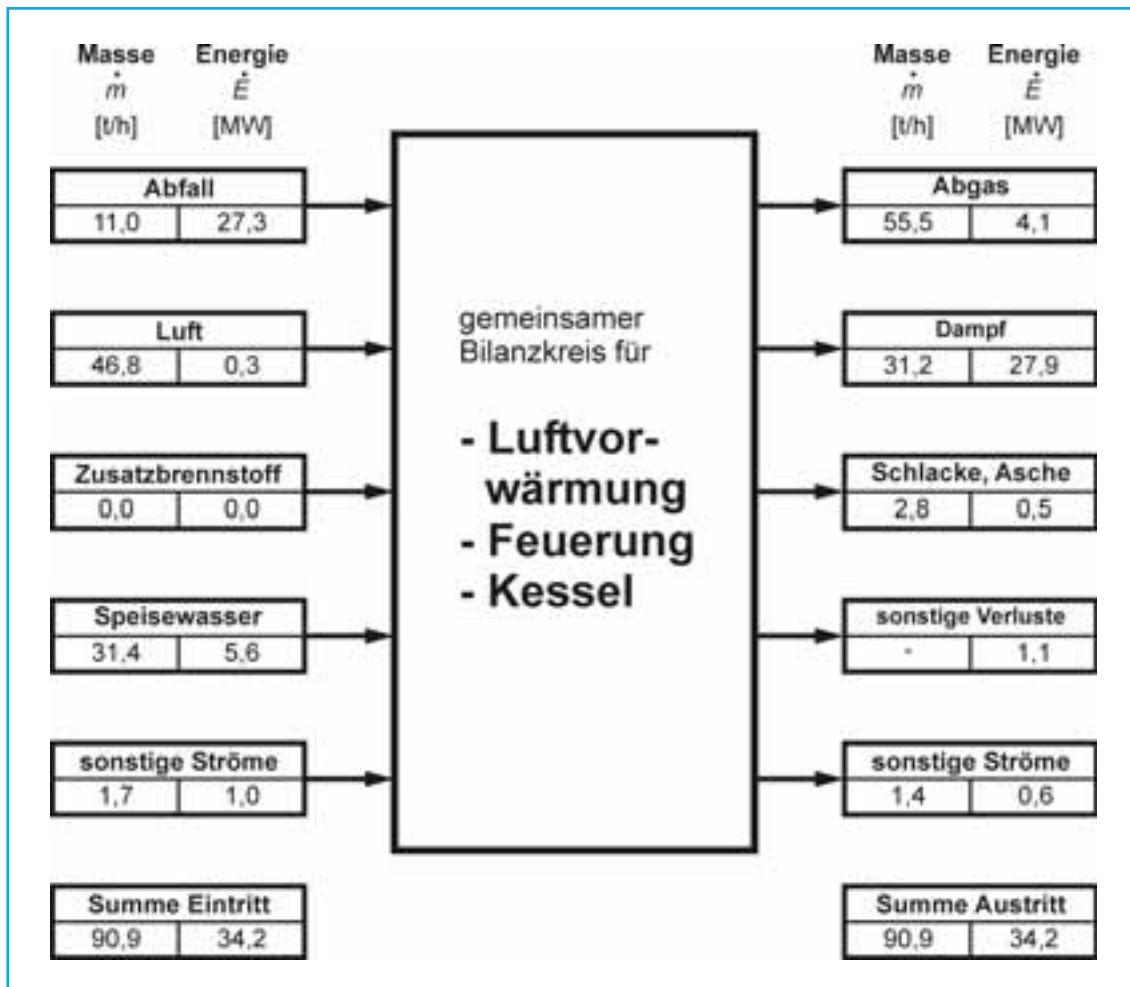 Masse Energie
ṁ Ė
[t/h] [MW]
Abfall
11,0 27,3
Luft
46,8 0,3
Zusatzbrennstoff
0,0 0,0
Speisewasser
31,4 5,6
sonstige Ströme
1,7 1,0
Summe Eintritt
90,9 34,2
gemeinsamer
Bilanzkreis für
- Luftvor-
wärmung
- Feuerung
- Kessel
Masse Energie
ṁ Ė
[t/h] [MW]
Abgas
55,5 4,1
Dampf
31,2 27,9
Schlacke, Asche
2,8 0,5
sonstige Verluste
- 1,1
sonstige Ströme
1,4 0,6
Summe Austritt
90,9 34,2